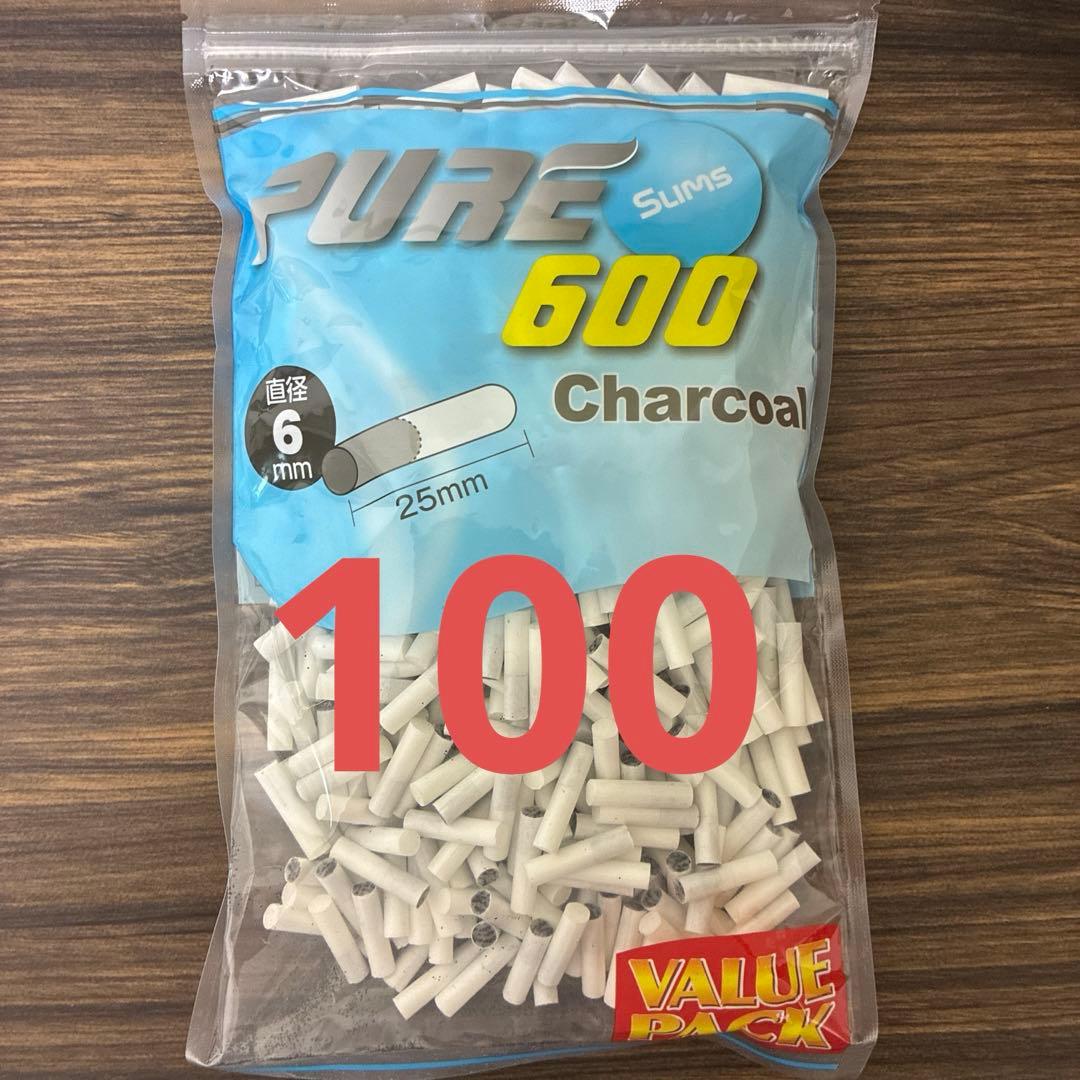 PURE
SLIMS
600
Charcoal
直径
6
mm
25mm
100
VALUE
PACK